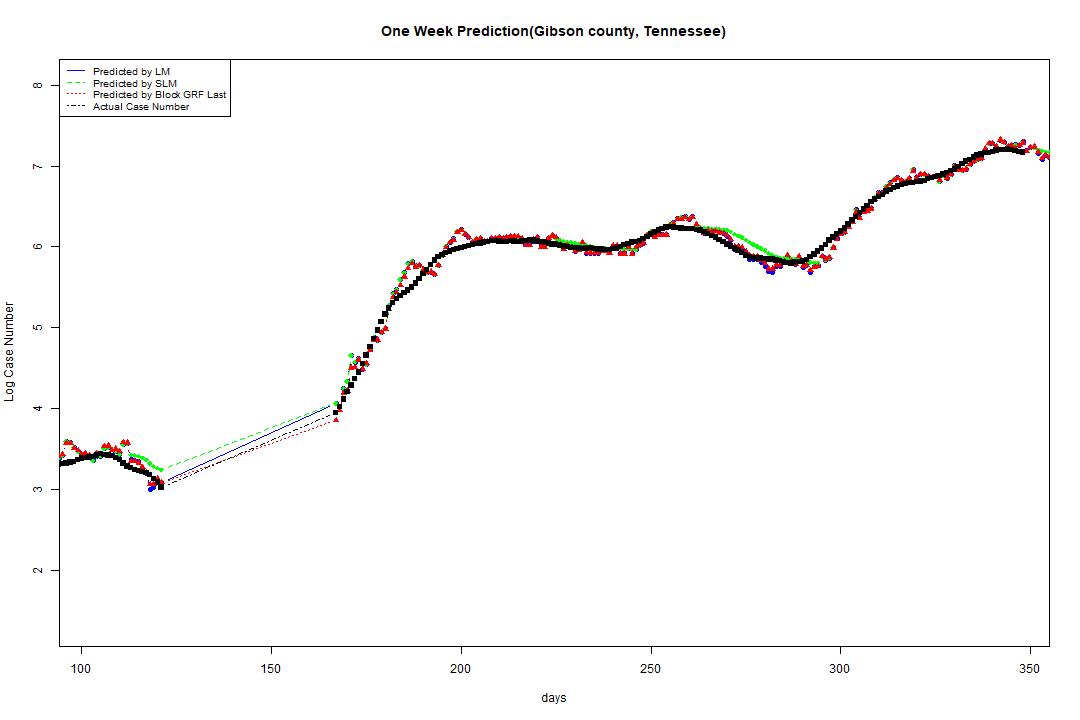 One Week Prediction(Gibson county, Tennessee)
Predicted by LM
Predicted by SLM
Predicted by Block GRF Last
Actual Case Number
8
7
6
5
4
3
2
Log Case Number
100 150 200 250 300 350
days